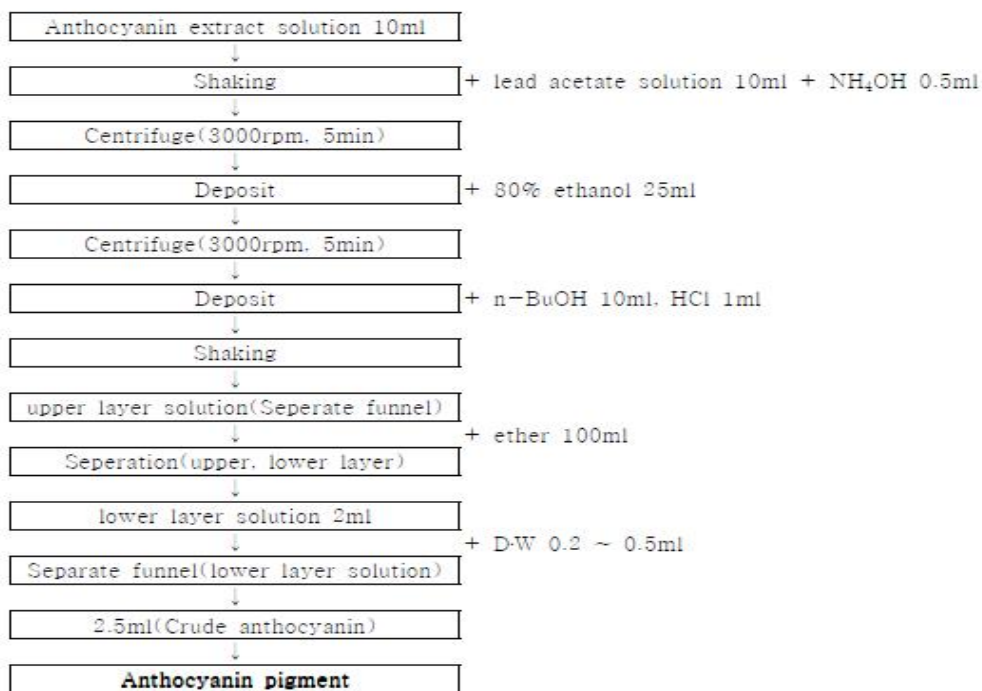 Anthocyanin extract solution 10ml
↓
Shaking + lead acetate solution 10ml + NH₄OH 0.5ml
↓
Centrifuge(3000rpm. 5min)
↓
Deposit + 80% ethanol 25ml
↓
Centrifuge(3000rpm. 5min)
↓
Deposit + n-BuOH 10ml. HCl 1ml
↓
Shaking
↓
upper layer solution(Seperate funnel)
↓ + ether 100ml
Seperation(upper. lower layer)
↓
lower layer solution 2ml
↓ + D·W 0.2 ~ 0.5ml
Separate funnel(lower layer solution)
↓
2.5ml(Crude anthocyanin)
↓
Anthocyanin pigment